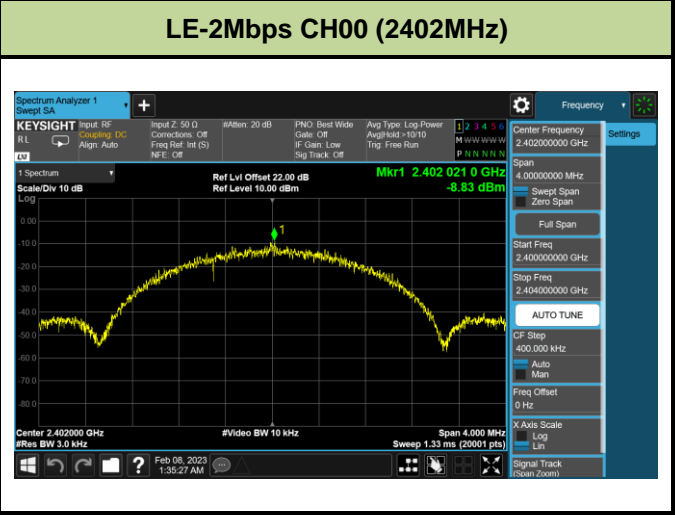 LE-2Mbps CH00 (2402MHz)
Spectrum Analyzer 1
Swept SA
Frequency
KEYSIGHT
RL
LXI
Input: RF
Coupling: DC
Align: Auto
Input Z: 50 Ω
Corrections: Off
Freq Ref: Int (S)
NFE: Off
#Atten: 20 dB
PNO: Best Wide
Gate: Off
IF Gain: Low
Sig Track: Off
Avg Type: Log-Power
Avg|Hold:>10/10
Trig: Free Run
1 2 3 4 5 6
M W W W W W
P N N N N N
Settings
1 Spectrum
Scale/Div 10 dB
Log
Ref Lvl Offset 22.00 dB
Ref Level 10.00 dBm
Mkr1 2.402 021 0 GHz
-8.83 dBm
1
0.00
-10.0
-20.0
-30.0
-40.0
-50.0
-60.0
-70.0
-80.0
Center 2.402000 GHz
#Res BW 3.0 kHz
#Video BW 10 kHz
Span 4.000 MHz
Sweep 1.33 ms (20001 pts)
Center Frequency
2.402000000 GHz
Span
4.00000000 MHz
Swept Span
Zero Span
Full Span
Start Freq
2.400000000 GHz
Stop Freq
2.404000000 GHz
AUTO TUNE
CF Step
400.000 kHz
Auto
Man
Freq Offset
0 Hz
X Axis Scale
Log
Lin
Signal Track
(Span Zoom)
?
Feb 08, 2023
1:35:27 AM